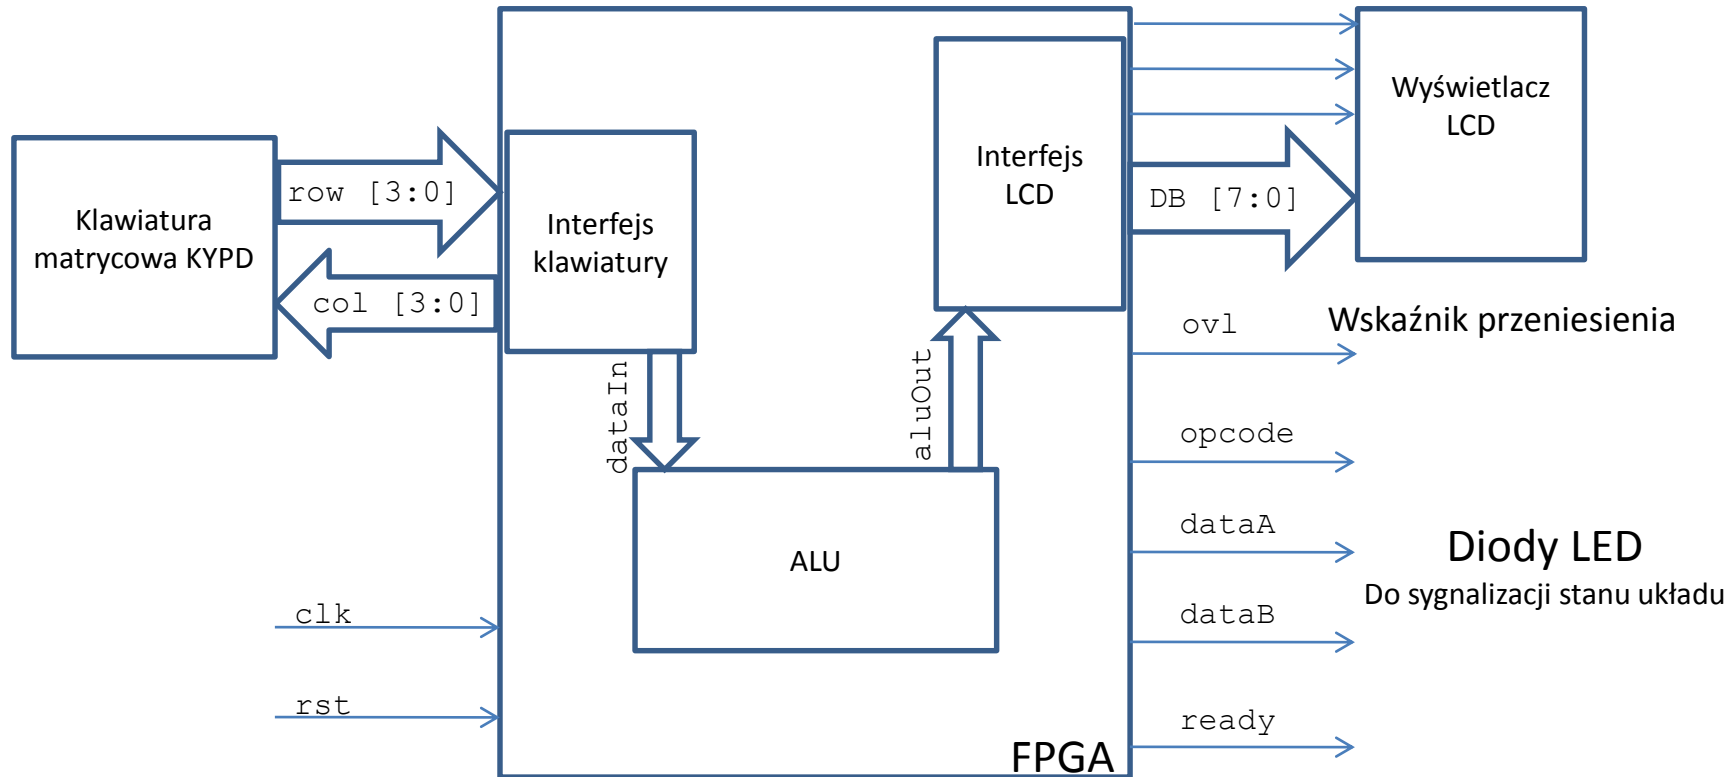 Klawiatura
matrycowa KYPD
row [3:0]
col [3:0]
Interfejs
klawiatury
dataIn
aluOut
ALU
clk
rst
FPGA
Interfejs
LCD
DB [7:0]
Wyświetlacz
LCD
ovl
Wskaźnik przeniesienia
opcode
dataA
Diody LED
Do sygnalizacji stanu układu
dataB
ready